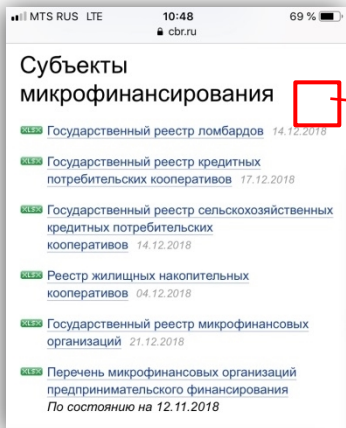 MTS RUS LTE 10:48 69 %
cbr.ru
Субъекты
микрофинансирования
XLSX Государственный реестр ломбардов 14.12.2018
XLSX Государственный реестр кредитных
потребительских кооперативов 17.12.2018
XLSX Государственный реестр сельскохозяйственных
кредитных потребительских
кооперативов 14.12.2018
XLSX Реестр жилищных накопительных
кооперативов 04.12.2018
XLSX Государственный реестр микрофинансовых
организаций 21.12.2018
XLSX Перечень микрофинансовых организаций
предпринимательского финансирования
По состоянию на 12.11.2018